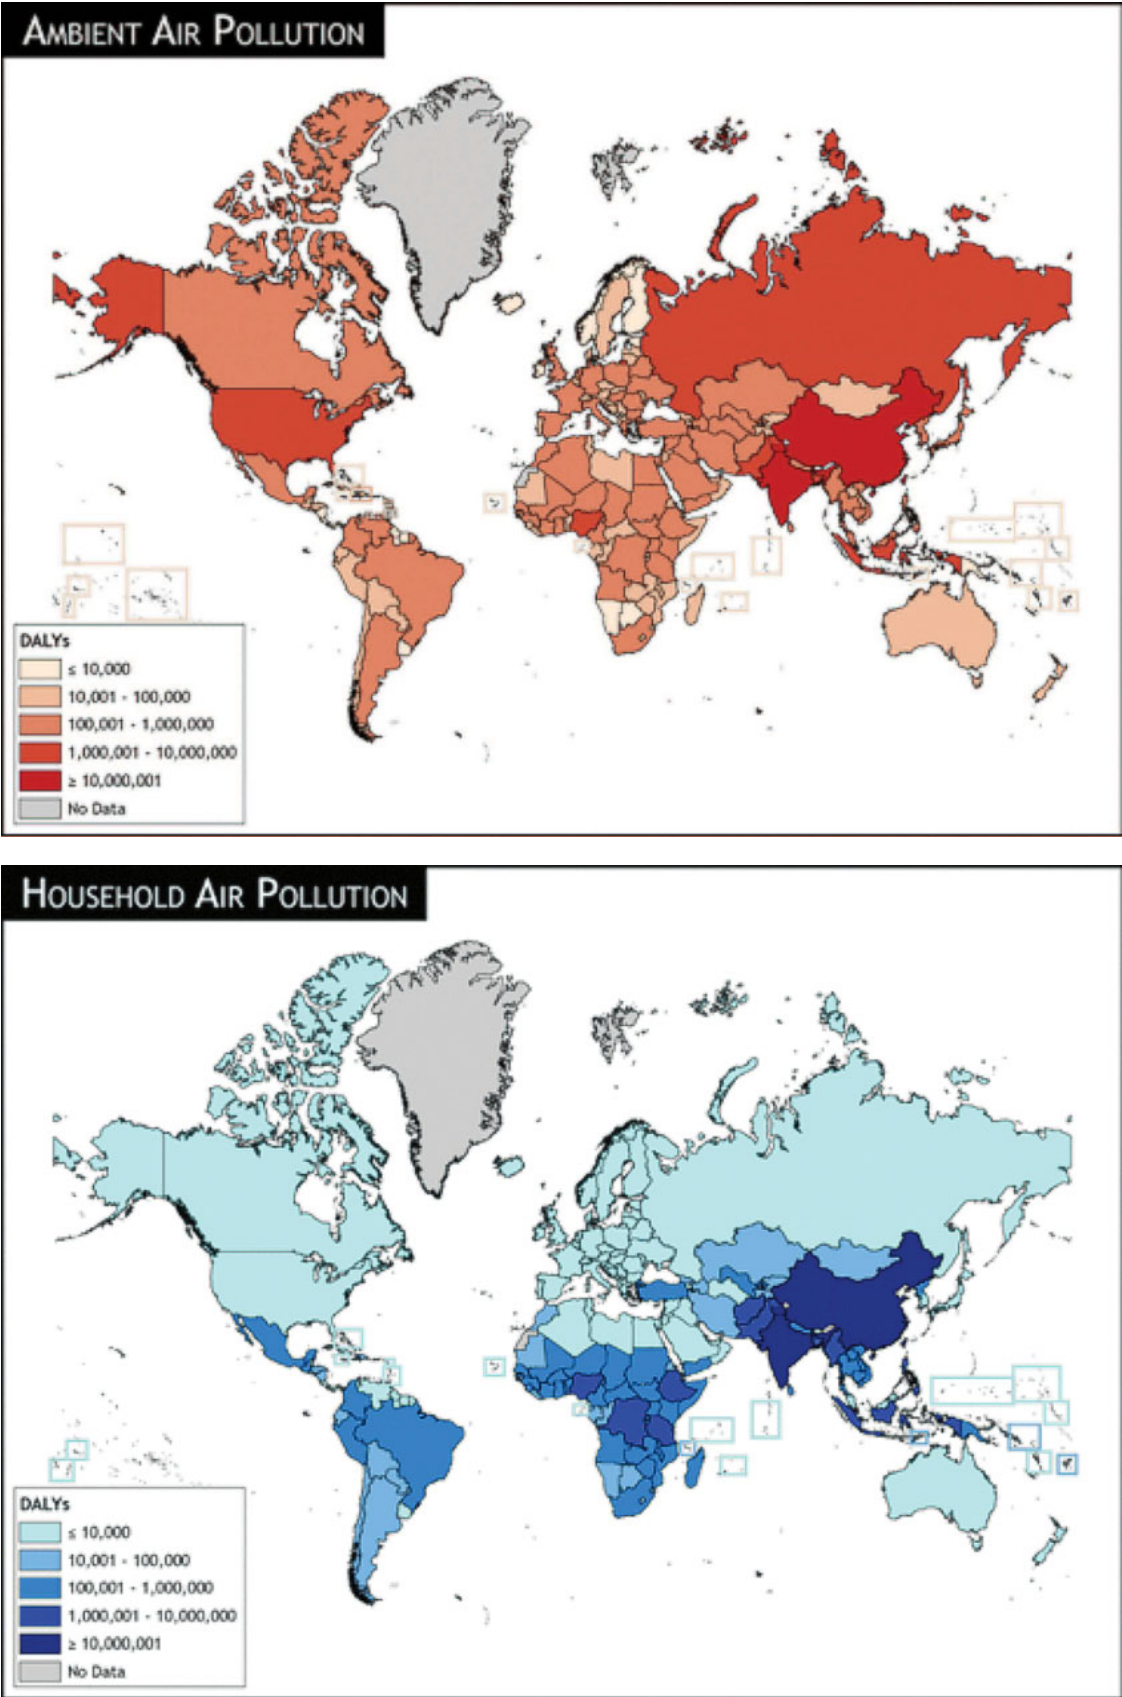 AMBIENT AIR POLLUTION
DALYs
≤ 10,000
10,001 - 100,000
100,001 - 1,000,000
1,000,001 - 10,000,000
≥ 10,000,001
No Data
HOUSEHOLD AIR POLLUTION
DALYs
≤ 10,000
10,001 - 100,000
100,001 - 1,000,000
1,000,001 - 10,000,000
≥ 10,000,001
No Data